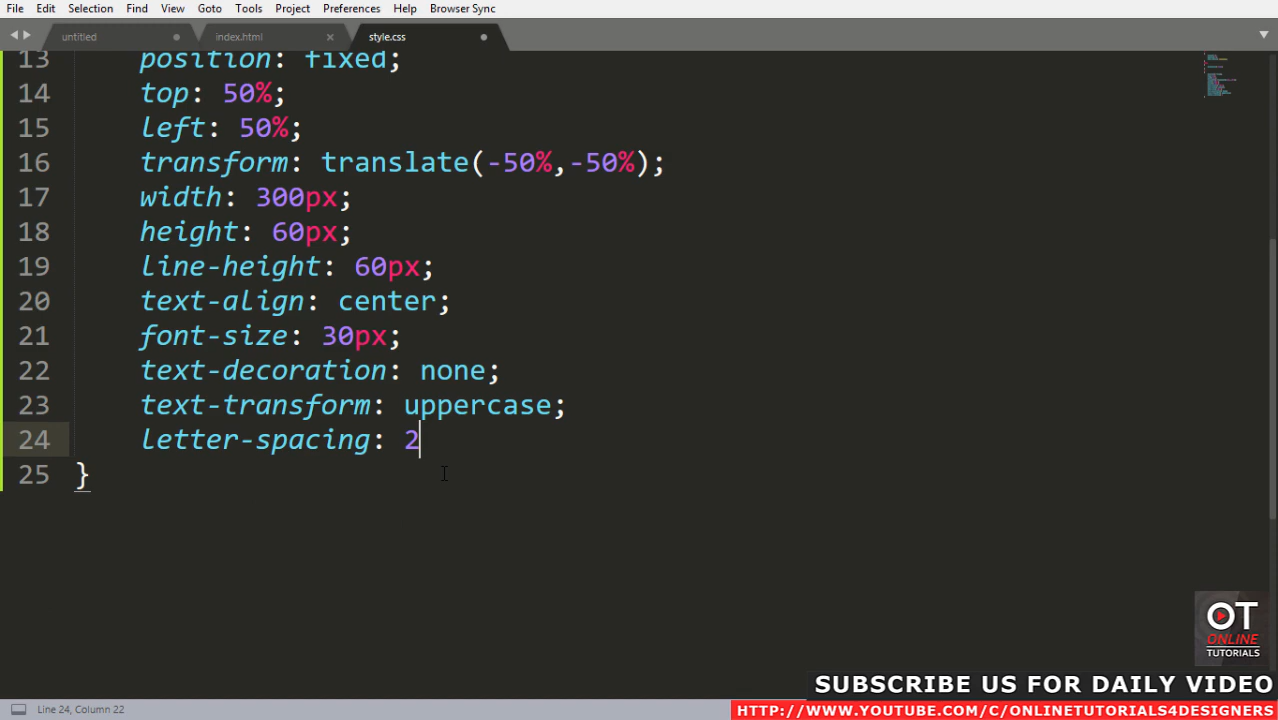 File Edit Selection Find View Goto Tools Project Preferences Help Browser Sync
untitled index.html style.css
13 position: fixed;
14 top: 50%;
15 left: 50%;
16 transform: translate(-50%,-50%);
17 width: 300px;
18 height: 60px;
19 line-height: 60px;
20 text-align: center;
21 font-size: 30px;
22 text-decoration: none;
23 text-transform: uppercase;
24 letter-spacing: 2
25 }
OT
ONLINE
TUTORIALS
SUBSCRIBE US FOR DAILY VIDEO
Line 24, Column 22
HTTP://WWW.YOUTUBE.COM/C/ONLINETUTORIALS4DESIGNERS